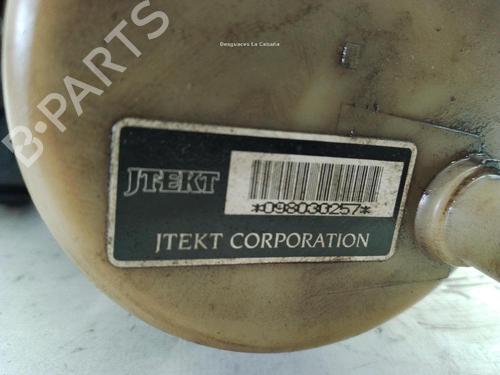 Desguaces La Cabaña
B-PARTS
JTEKT
*098030257*
JTEKT CORPORATION